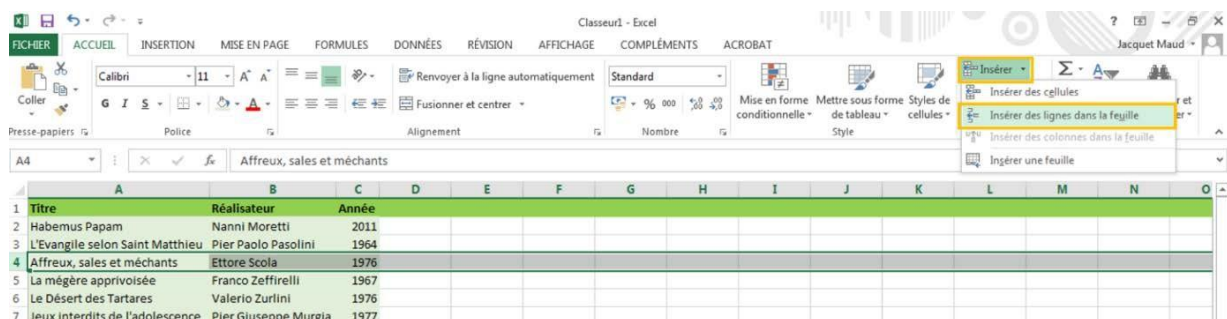 Classeur1 - Excel
FICHIER ACCUEIL INSERTION MISE EN PAGE FORMULES DONNÉES RÉVISION AFFICHAGE COMPLÉMENTS ACROBAT Jacquet Maud
Calibri 11 Renvoyer à la ligne automatiquement Standard Insérer
Coller G I S Fusionner et centrer % 000 Mise en forme conditionnelle Mettre sous forme de tableau Styles de cellules
Presse-papiers Police Alignement Nombre Style
Insérer des cellules
Insérer des lignes dans la feuille
Insérer des colonnes dans la feuille
Insérer une feuille
A4 fx Affreux, sales et méchants
A B C D E F G H I J K L M N O
1 Titre Réalisateur Année
2 Habemus Papam Nanni Moretti 2011
3 L'Evangile selon Saint Matthieu Pier Paolo Pasolini 1964
4 Affreux, sales et méchants Ettore Scola 1976
5 La mégère apprivoisée Franco Zeffirelli 1967
6 Le Désert des Tartares Valerio Zurlini 1976
7 Jeux interdits de l'adolescence Pier Giuseppe Murgia 1977